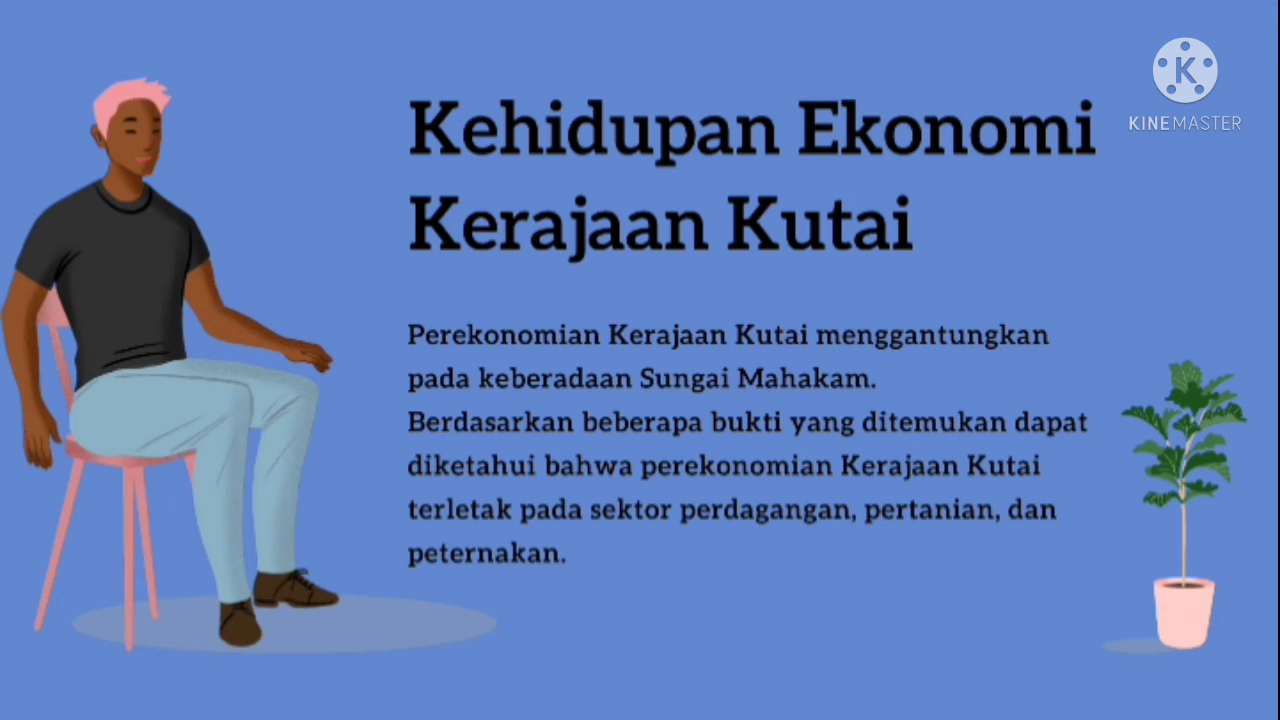 Kehidupan Ekonomi
Kerajaan Kutai
Perekonomian Kerajaan Kutai menggantungkan
pada keberadaan Sungai Mahakam.
Berdasarkan beberapa bukti yang ditemukan dapat
diketahui bahwa perekonomian Kerajaan Kutai
terletak pada sektor perdagangan, pertanian, dan
peternakan.
K
KINEMASTER